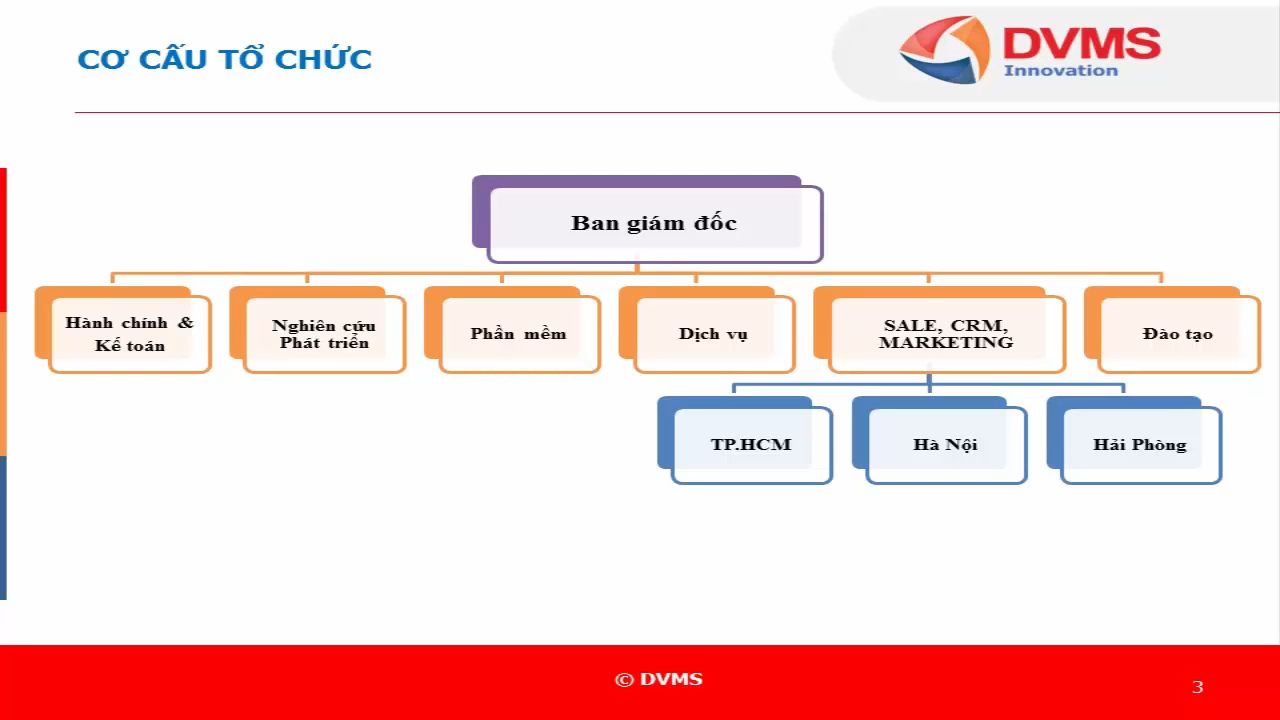 CƠ CẤU TỔ CHỨC
DVMS
Innovation
Ban giám đốc
Hành chính &
Kế toán
Nghiên cứu
Phát triển
Phần mềm
Dịch vụ
SALE, CRM,
MARKETING
Đào tạo
TP.HCM
Hà Nội
Hải Phòng
© DVMS
3